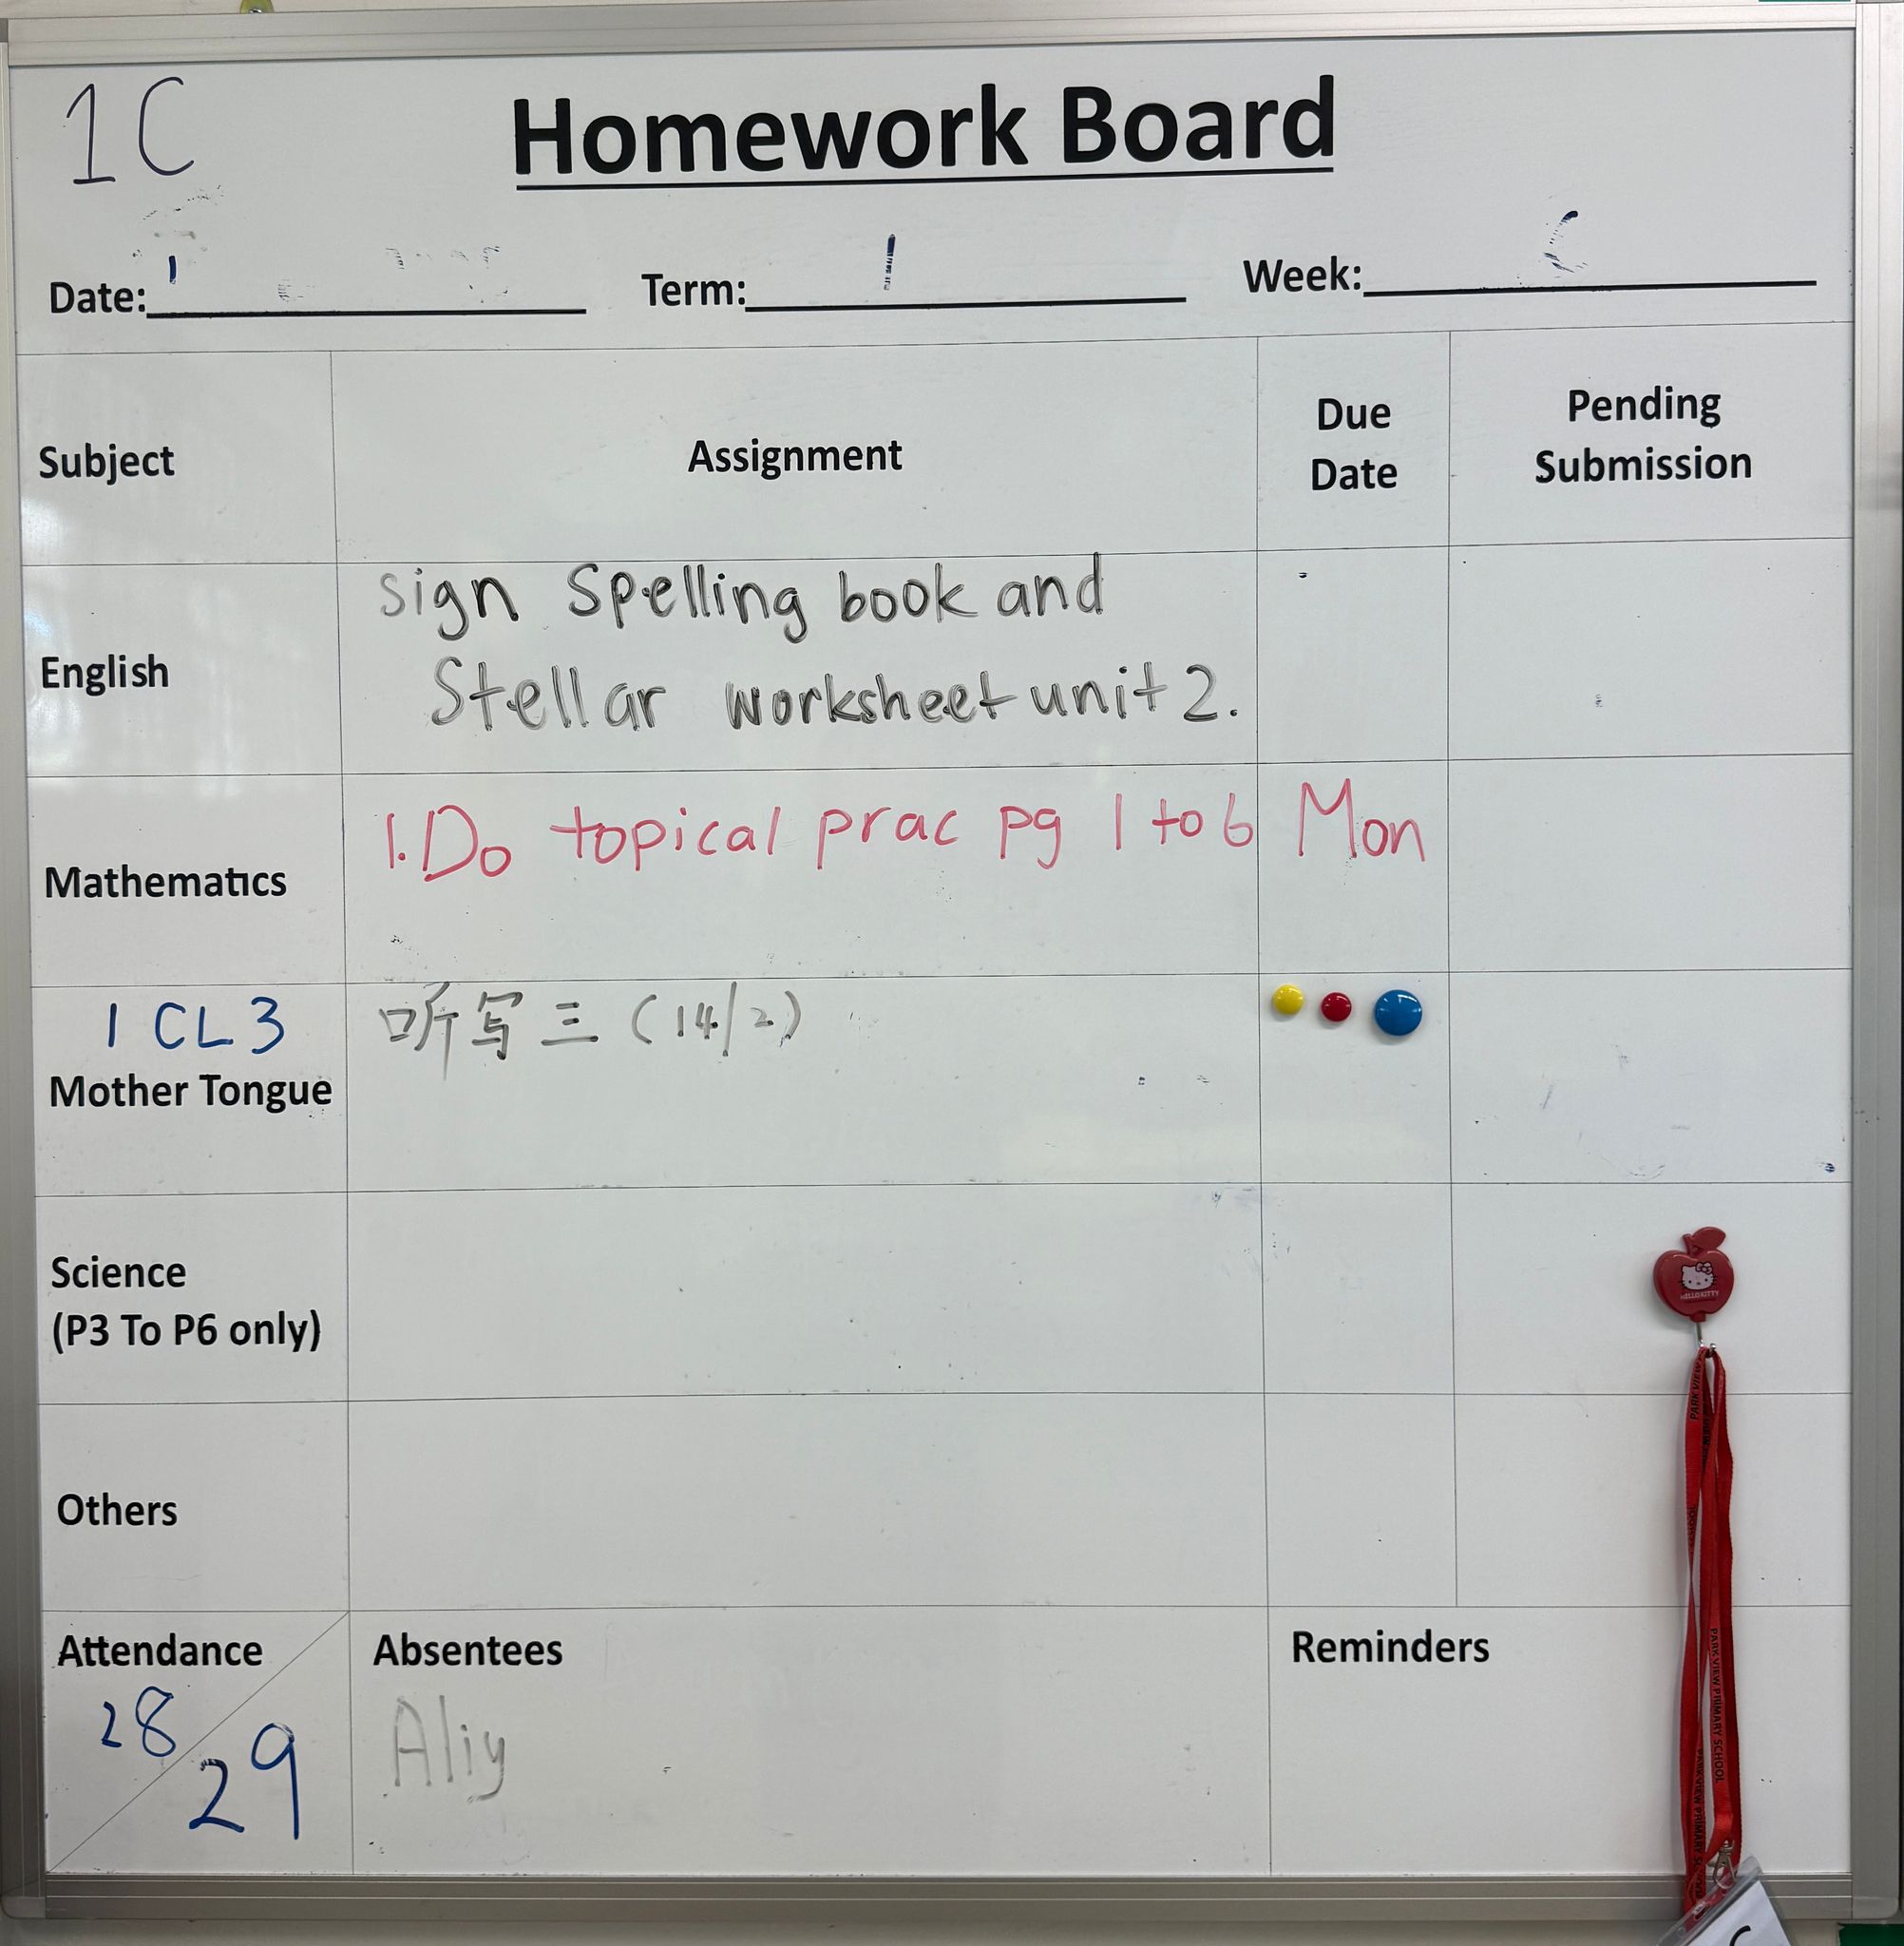 1C
Homework Board
Date: Term: 1 Week:
Subject Assignment Due Date Pending Submission
English
sign Spelling book and
Stellar worksheet unit 2.
Mathematics
1. Do topical prac pg 1 to 6 Mon
1 CL 3
Mother Tongue
听写三 (14/2)
Science
(P3 To P6 only)
HELLO KITTY
Others
Attendance Absentees Reminders
28
29
Aliy
PARK VIEW PRIMARY SCHOOL